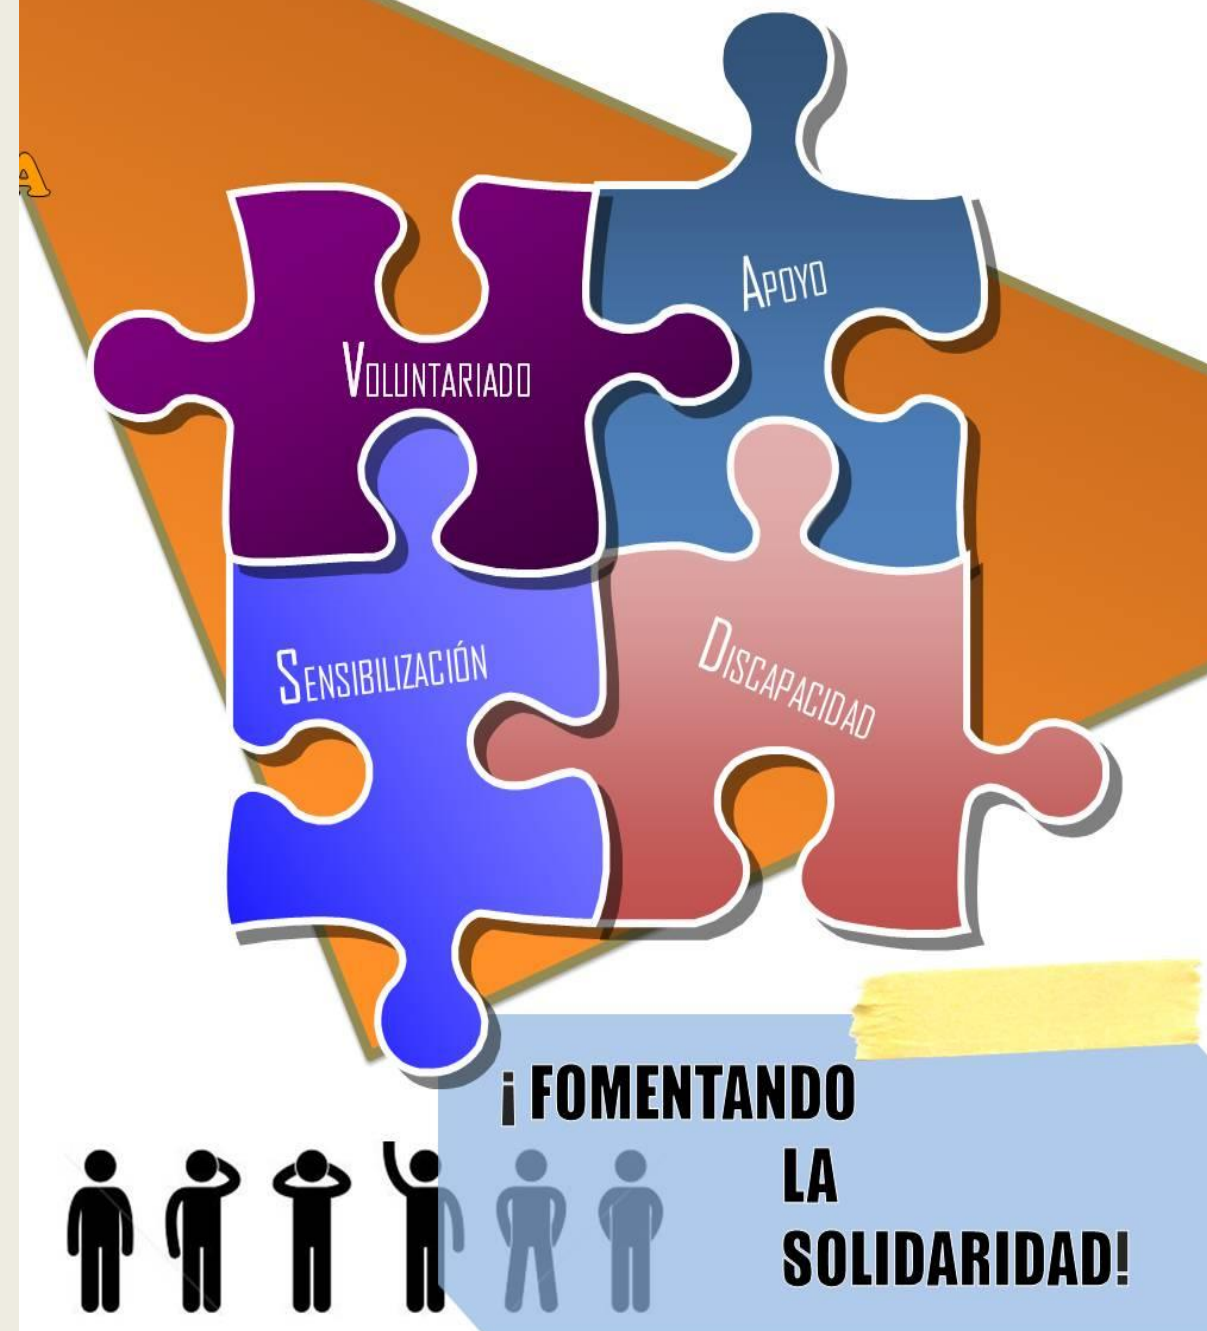 A
APOYO
VOLUNTARIADO
SENSIBILIZACIÓN
DISCAPACIDAD
¡ FOMENTANDO
LA
SOLIDARIDAD!